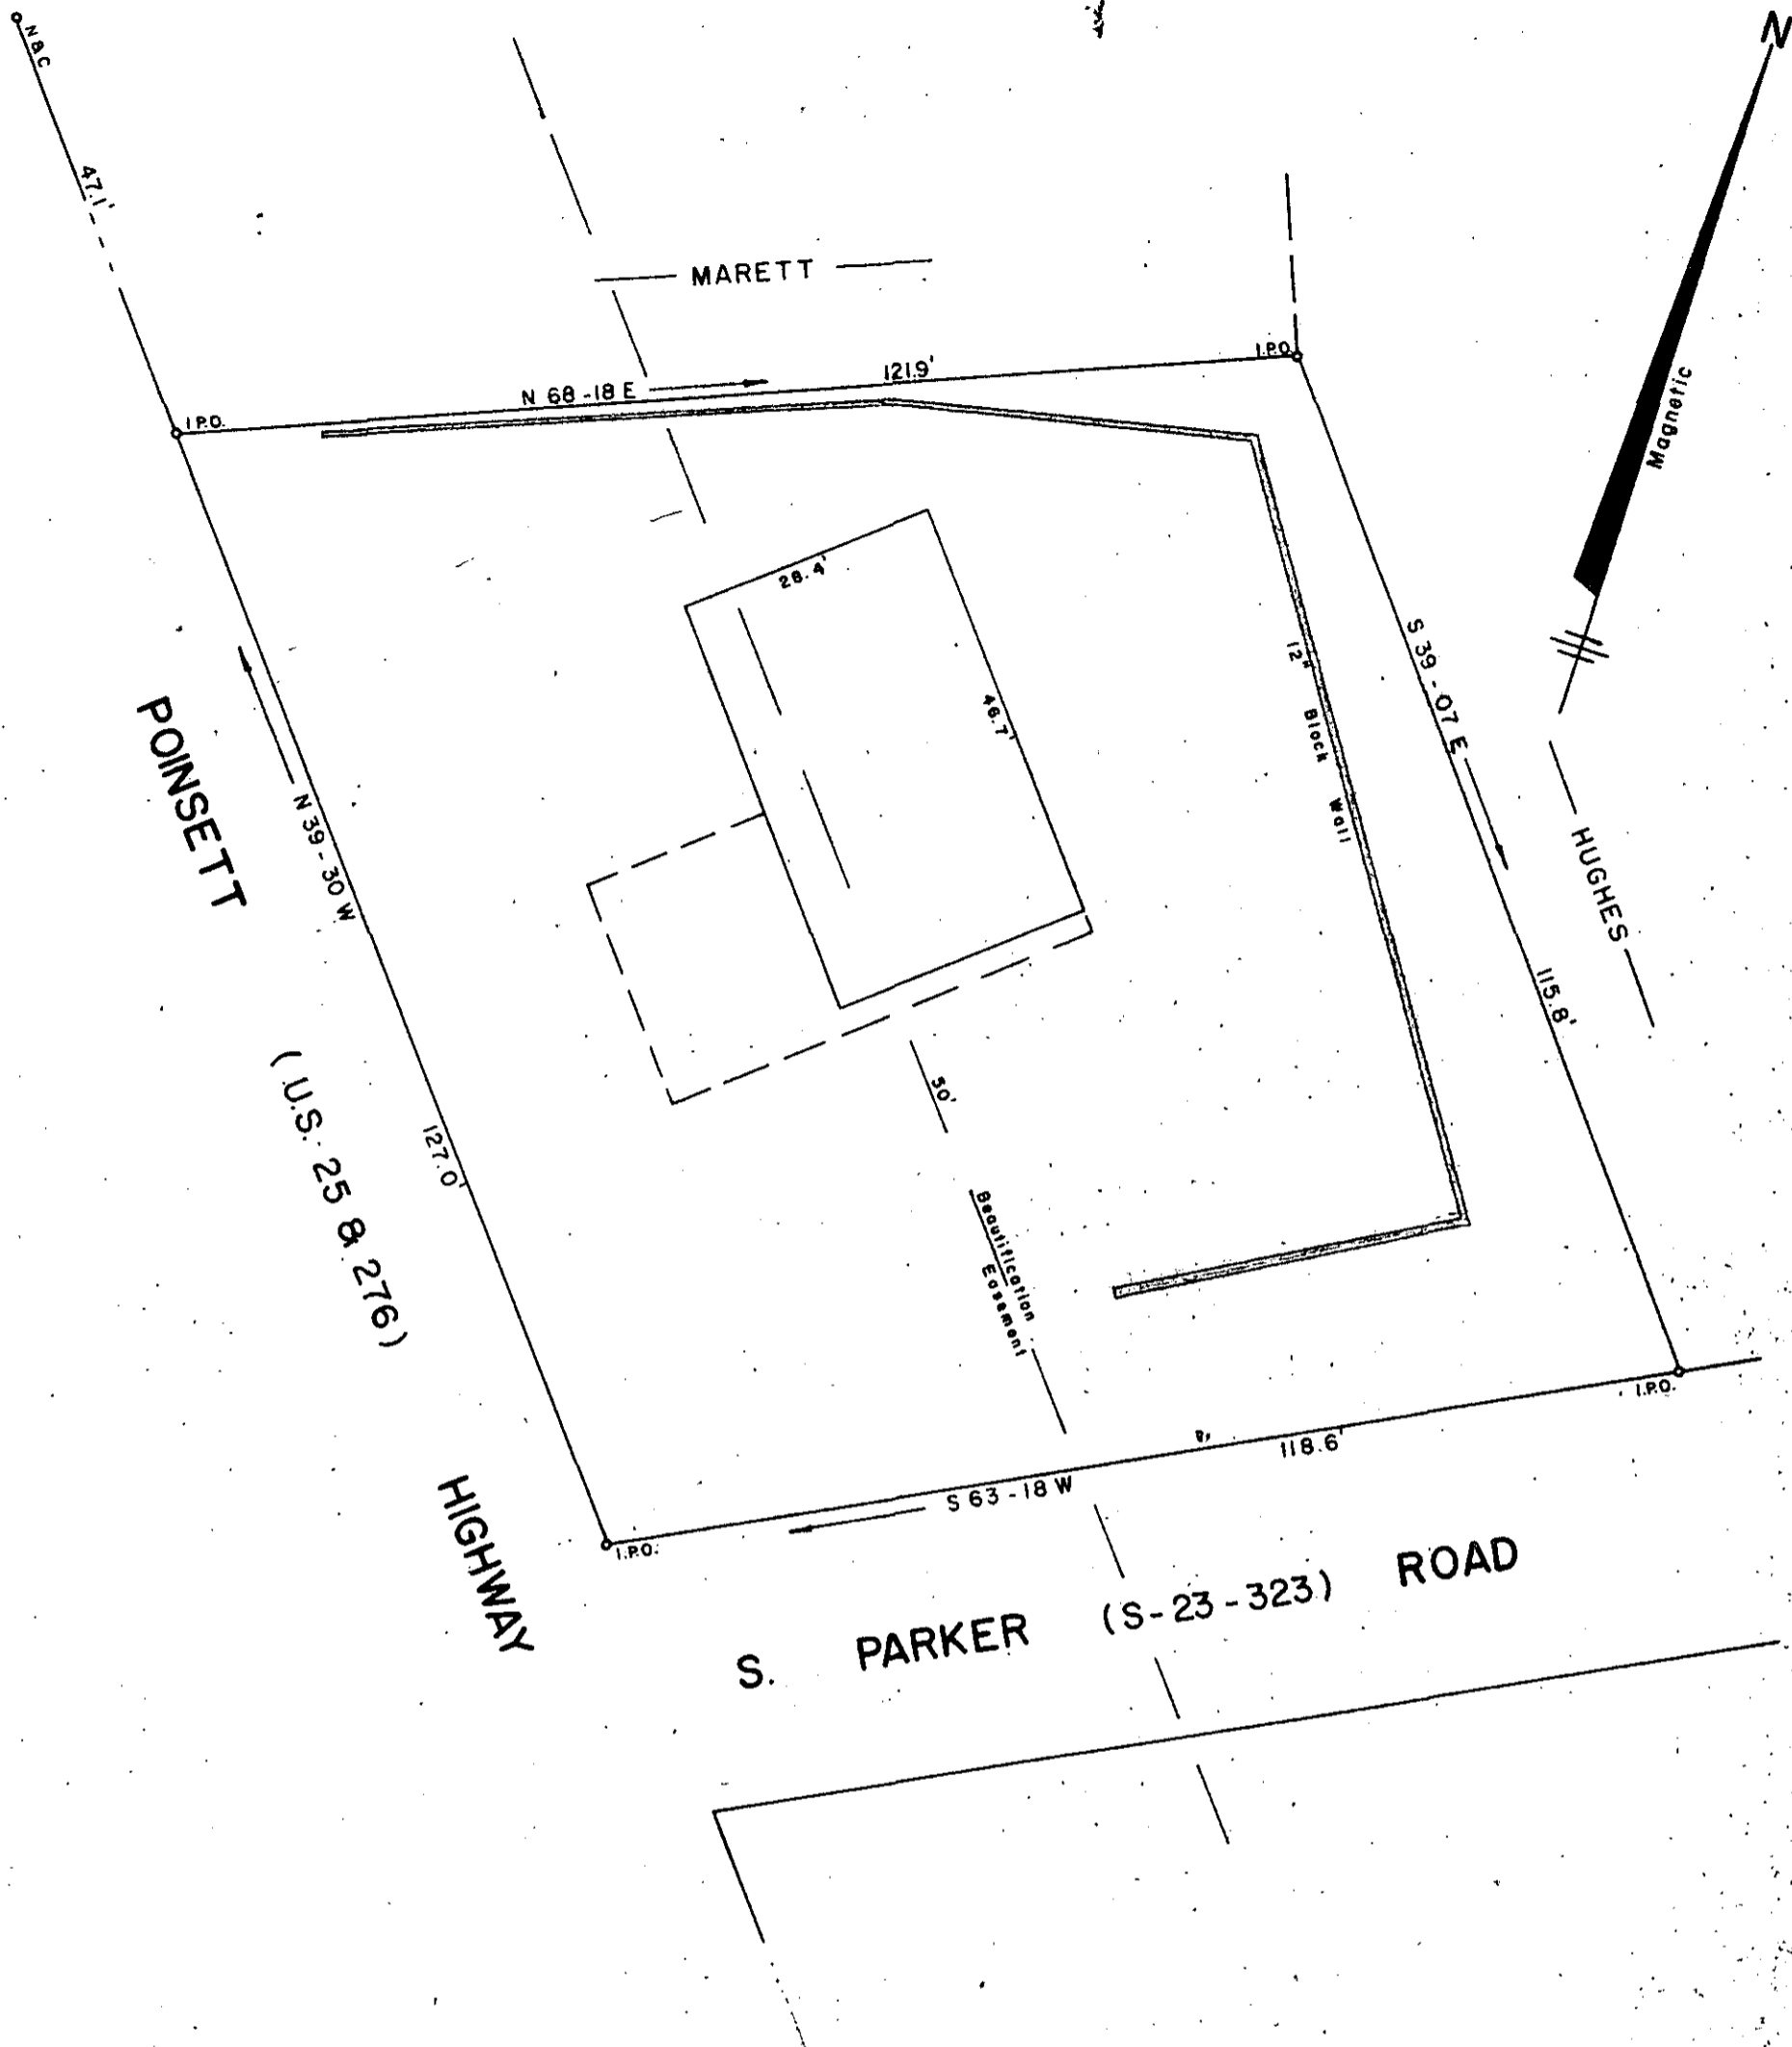 N
N & C
47.1'
MARETT
I.P.O.
N 68-18 E
121.9'
I.P.O.
Magnetic
28.4'
46.7'
12" Block Wall
S 39-07 E
115.8'
HUGHES
POINSETT
N 39-30 W
(U.S. 25 & 276)
127.0'
50'
Beautification
Easement
HIGHWAY
I.P.O.
118.6'
S 63-18 W
I.P.O.
S. PARKER (S-23-323) ROAD